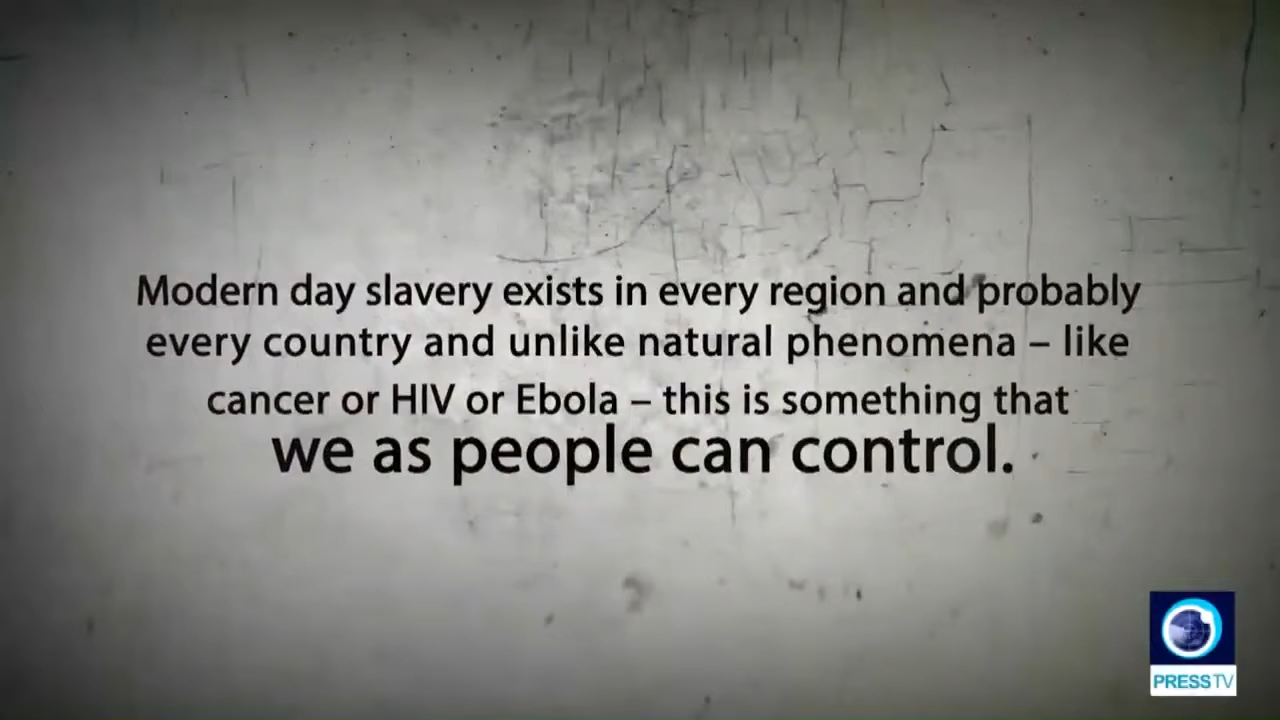 Modern day slavery exists in every region and probably
every country and unlike natural phenomena – like
cancer or HIV or Ebola – this is something that
we as people can control.
PRESSTV